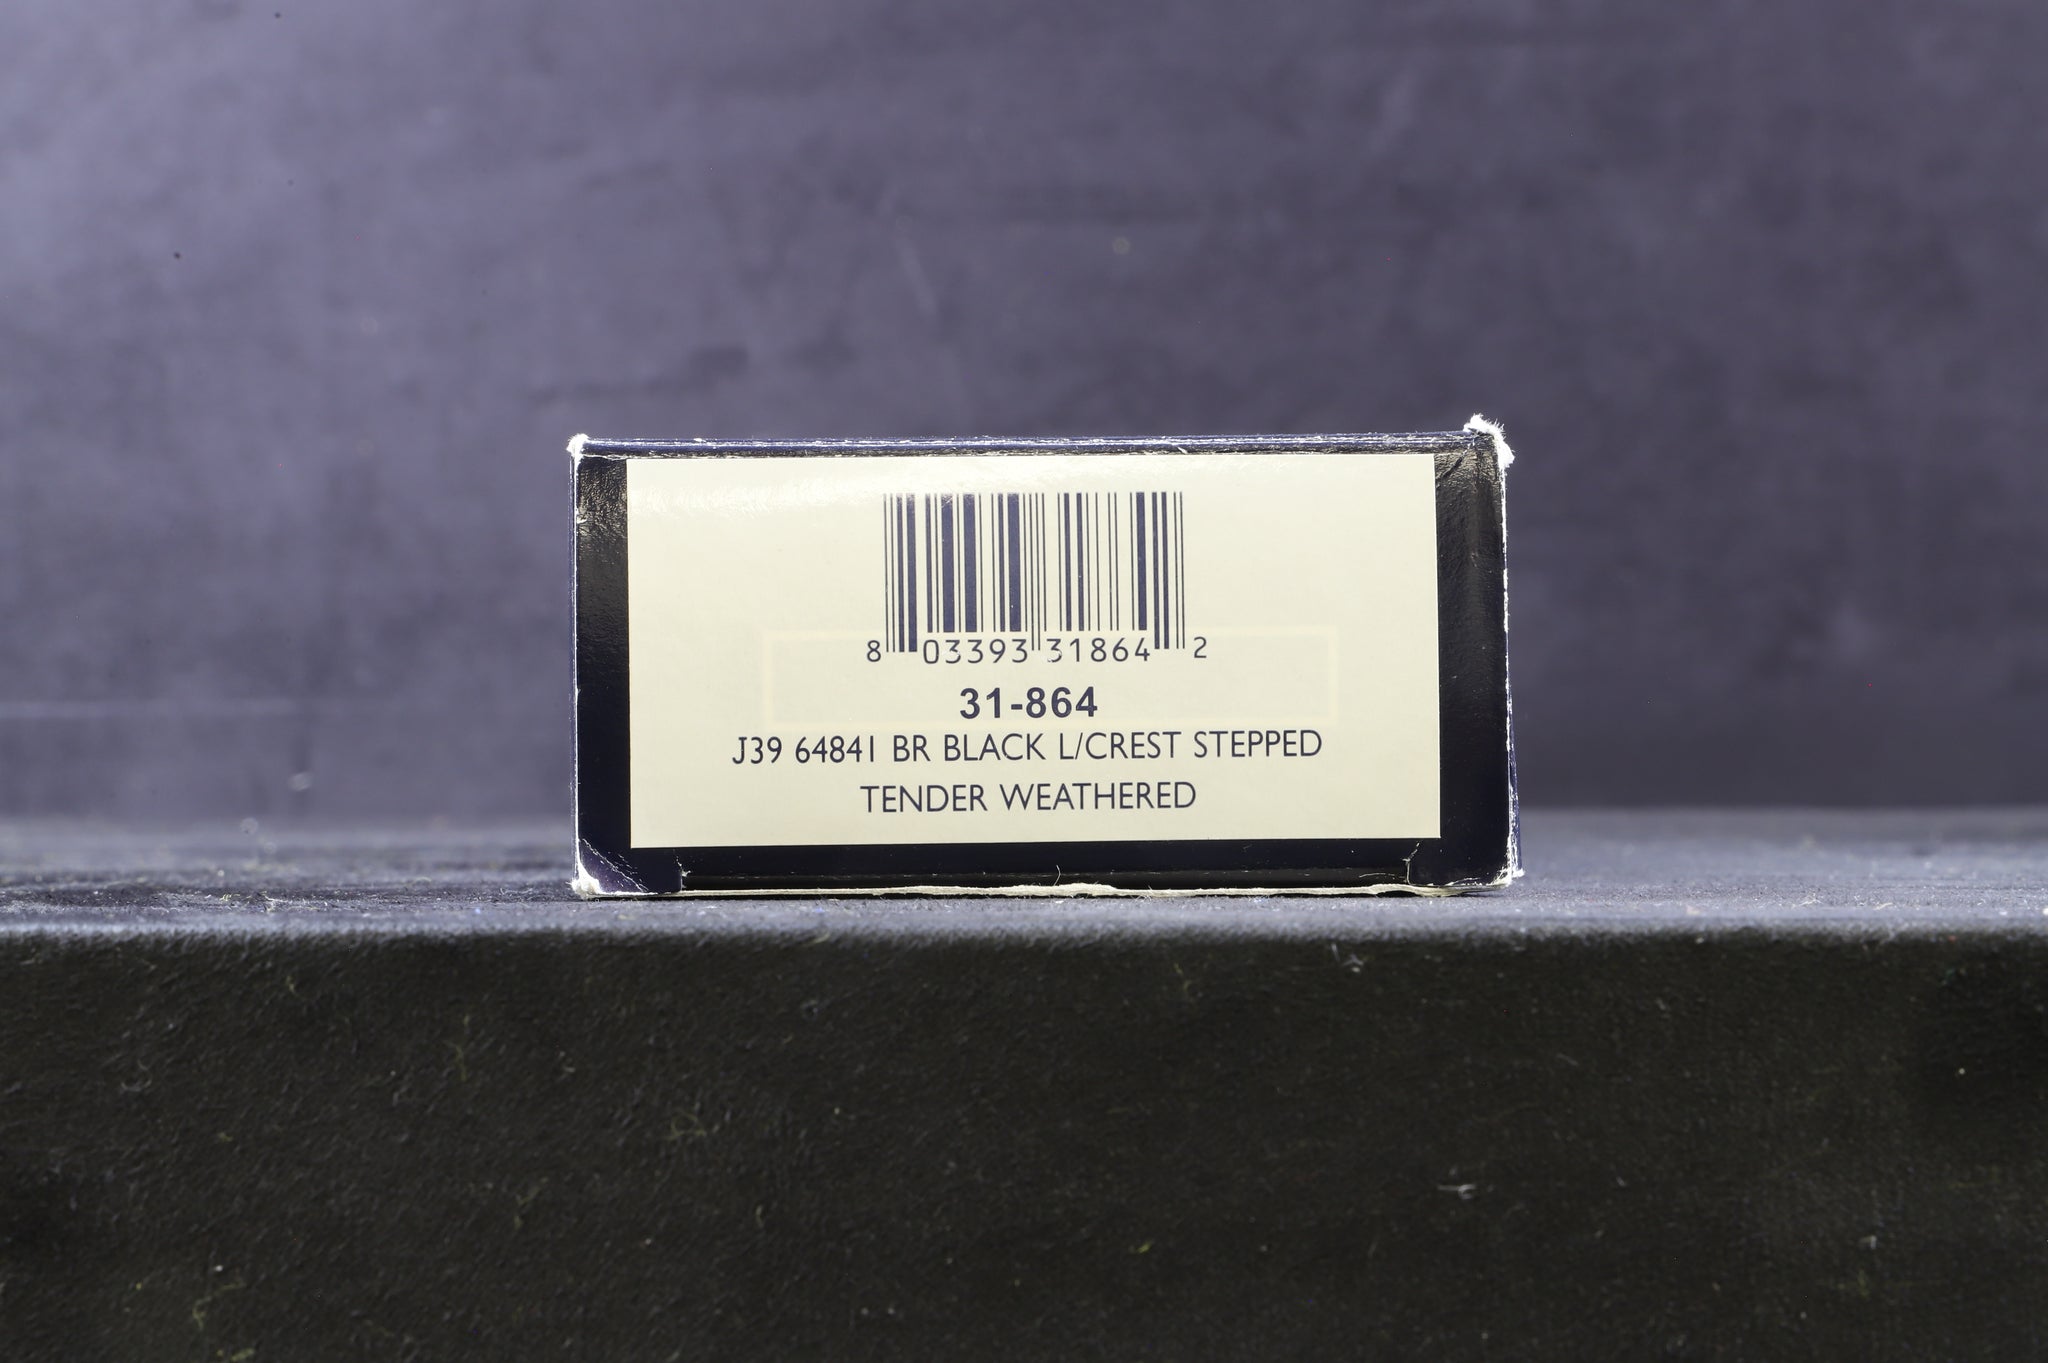 8 03393 31864 2
31-864
J39 64841 BR BLACK L/CREST STEPPED
TENDER WEATHERED